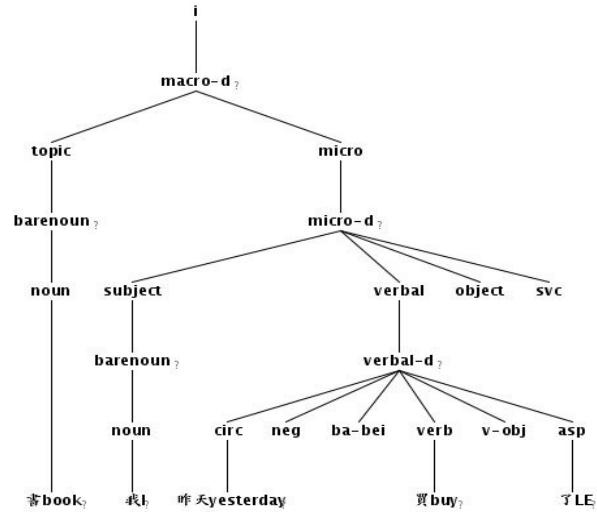 i
macro-d ?
topic micro
barenoun ? micro-d ?
noun subject verbal object svc
barenoun ? verbal-d ?
noun circ neg ba-bei verb v-obj asp
書book? 我I? 昨天yesterday? 買buy? 了LE?